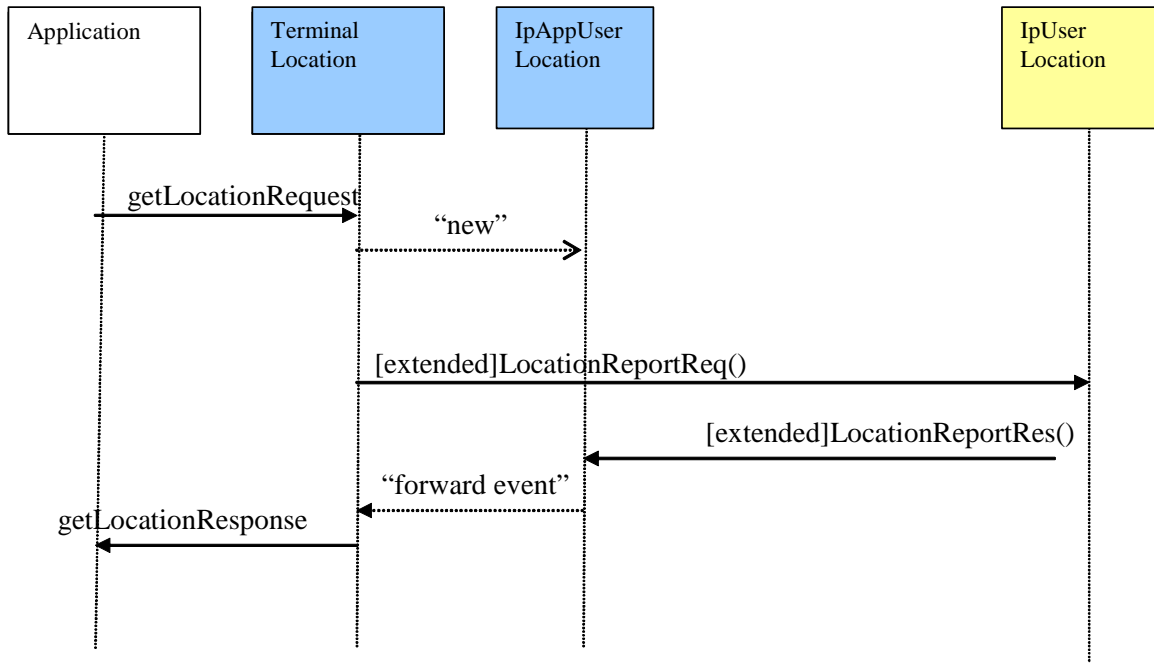 Application
Terminal
Location
IpAppUser
Location
IpUser
Location
getLocationRequest
“new”
[extended]LocationReportReq()
[extended]LocationReportRes()
“forward event”
getLocationResponse